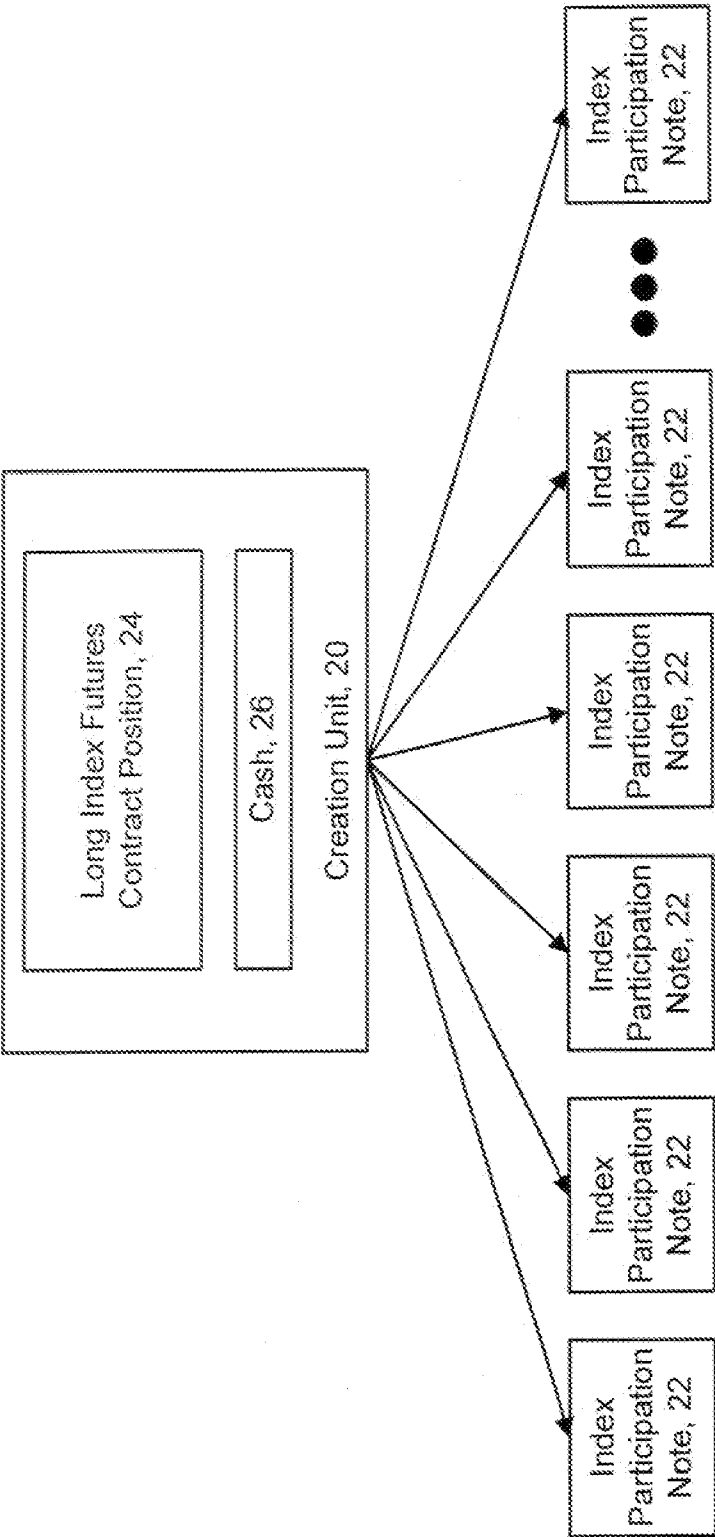 Long Index Futures
Contract Position, 24
Cash, 26
Creation Unit, 20
Index
Participation
Note, 22
Index
Participation
Note, 22
Index
Participation
Note, 22
Index
Participation
Note, 22
Index
Participation
Note, 22
Index
Participation
Note, 22